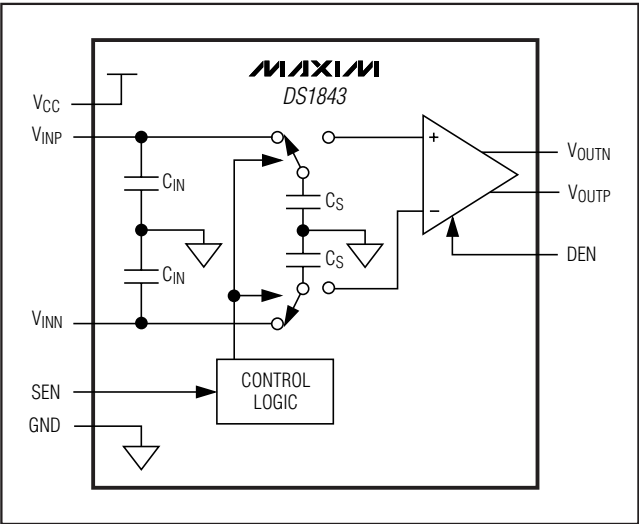 MAXIM
DS1843
VCC
VINP
CIN
CS
+
−
VOUTN
VOUTP
CIN
CS
DEN
VINN
SEN
CONTROL
LOGIC
GND